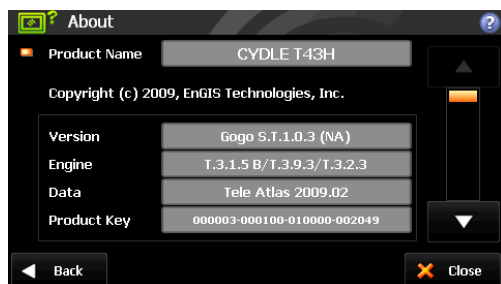 About
Product Name CYDLE T43H
Copyright (c) 2009, EnGIS Technologies, Inc.
Version Gogo S.T.1.0.3 (NA)
Engine T.3.1.5 B/T.3.9.3/T.3.2.3
Data Tele Atlas 2009.02
Product Key 000003-000100-010000-002049
Back Close